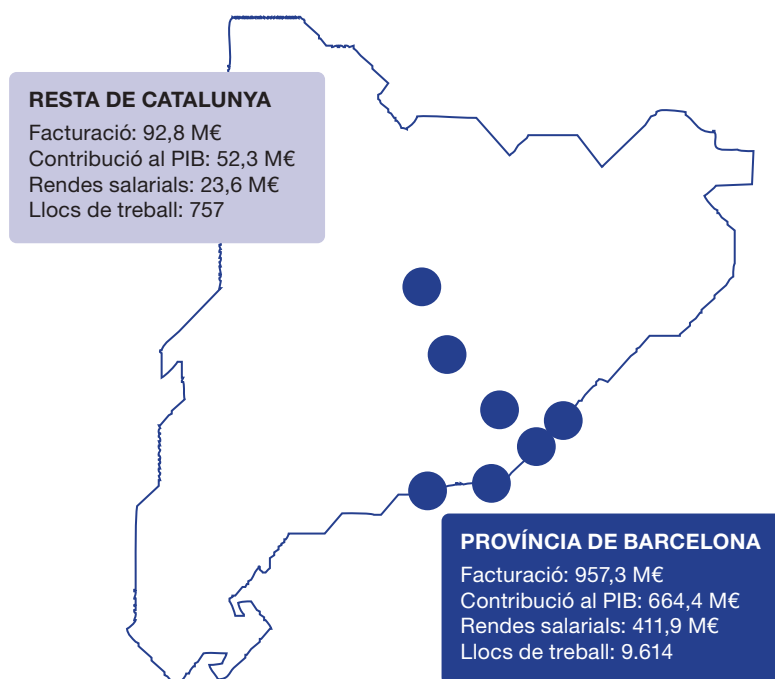 RESTA DE CATALUNYA
Facturació: 92,8 M€
Contribució al PIB: 52,3 M€
Rendes salarials: 23,6 M€
Llocs de treball: 757
PROVÍNCIA DE BARCELONA
Facturació: 957,3 M€
Contribució al PIB: 664,4 M€
Rendes salarials: 411,9 M€
Llocs de treball: 9.614